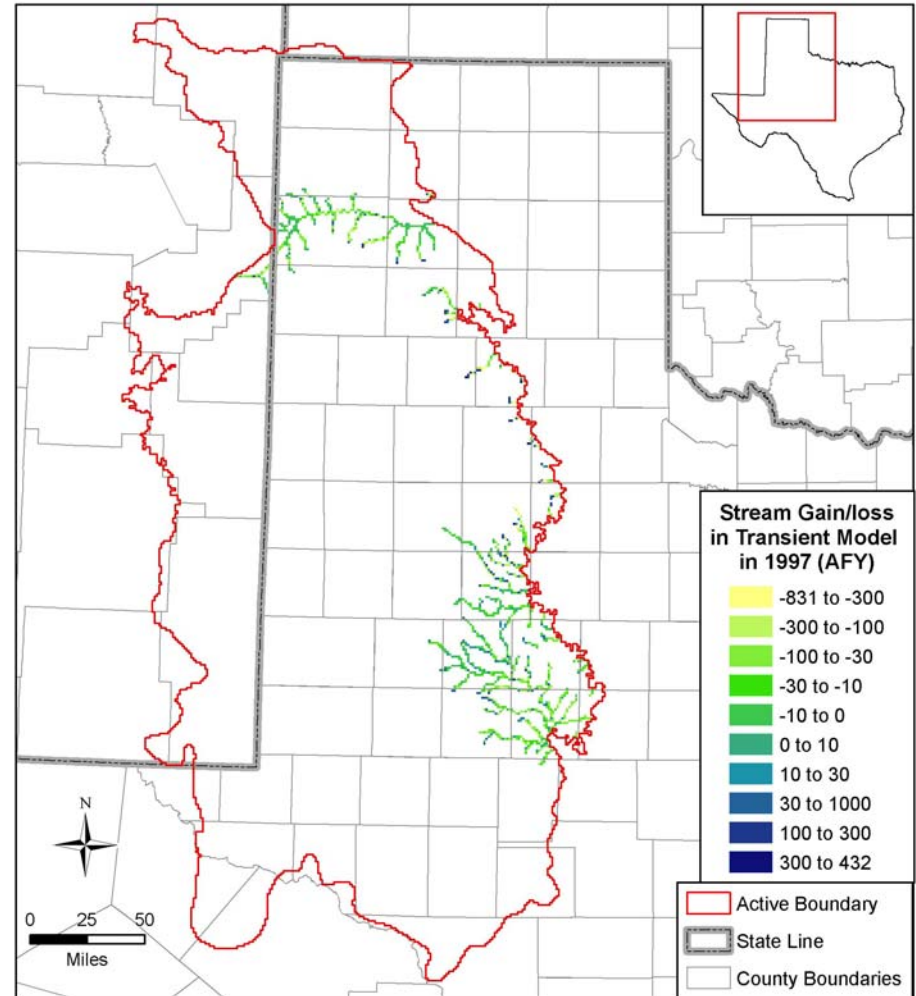 Stream Gain/loss
in Transient Model
in 1997 (AFY)
-831 to -300
-300 to -100
-100 to -30
-30 to -10
-10 to 0
0 to 10
10 to 30
30 to 1000
100 to 300
300 to 432
Active Boundary
State Line
County Boundaries
N
0 25 50
Miles